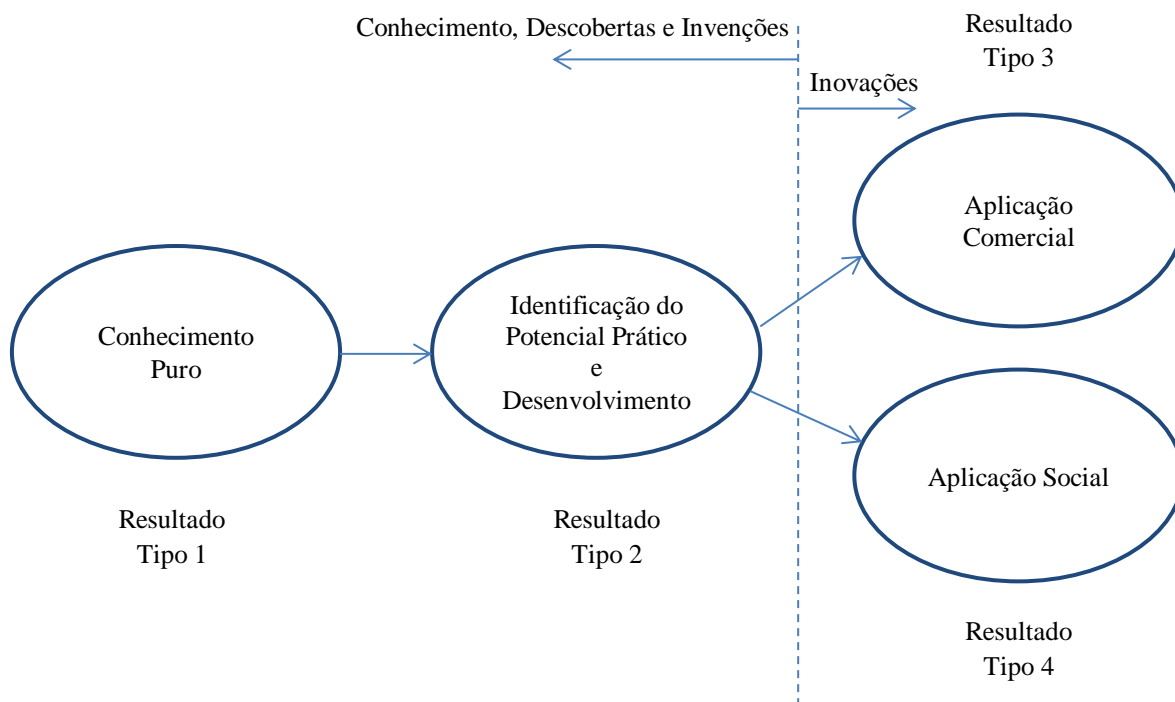 Conhecimento, Descobertas e Invenções
Resultado
Tipo 3
Inovações
Aplicação
Comercial
Conhecimento
Puro
Identificação do
Potencial Prático
e
Desenvolvimento
Aplicação Social
Resultado
Tipo 1
Resultado
Tipo 2
Resultado
Tipo 4